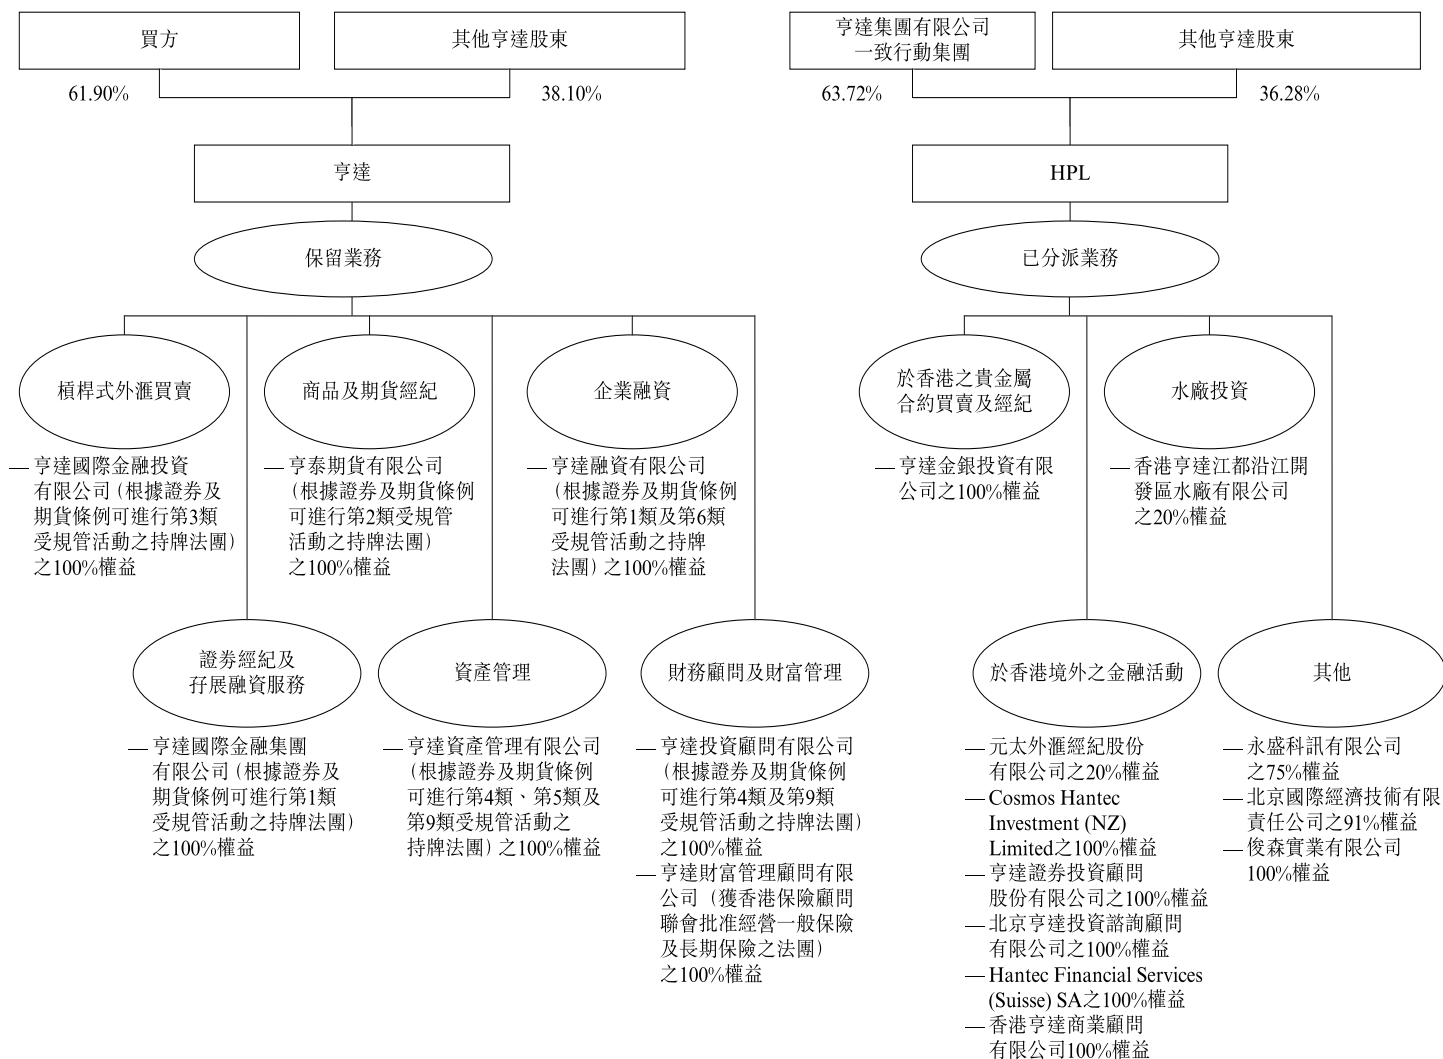 買方
其他亨達股東
61.90%
38.10%
亨達
保留業務
槓桿式外滙買賣
— 亨達國際金融投資
有限公司（根據證券及
期貨條例可進行第3類
受規管活動之持牌法團）
之100%權益
商品及期貨經紀
— 亨泰期貨有限公司
（根據證券及期貨條例
可進行第2類受規管
活動之持牌法團）
之100%權益
企業融資
— 亨達融資有限公司
（根據證券及期貨條例
可進行第1類及第6類
受規管活動之持牌
法團）之100%權益
證券經紀及
孖展融資服務
— 亨達國際金融集團
有限公司（根據證券及
期貨條例可進行第1類
受規管活動之持牌法團）
之100%權益
資產管理
— 亨達資產管理有限公司
（根據證券及期貨條例
可進行第4類、第5類及
第9類受規管活動之
持牌法團）之100%權益
財務顧問及財富管理
— 亨達投資顧問有限公司
（根據證券及期貨條例
可進行第4類及第9類
受規管活動之持牌法團）
之100%權益
— 亨達財富管理顧問有限
公司（獲香港保險顧問
聯會批准經營一般保險
及長期保險之法團）
之100%權益
亨達集團有限公司
一致行動集團
其他亨達股東
63.72%
36.28%
HPL
已分派業務
於香港之貴金屬
合約買賣及經紀
— 亨達金銀投資有限
公司之100%權益
水廠投資
— 香港亨達江都沿江開
發區水廠有限公司
之20%權益
於香港境外之金融活動
— 元太外滙經紀股份
有限公司之20%權益
— Cosmos Hantec
Investment (NZ)
Limited之100%權益
— 亨達證券投資顧問
股份有限公司之100%權益
— 北京亨達投資諮詢顧問
有限公司之100%權益
— Hantec Financial Services
(Suisse) SA之100%權益
— 香港亨達商業顧問
有限公司100%權益
其他
— 永盛科訊有限公司
之75%權益
— 北京國際經濟技術有限
責任公司之91%權益
— 俊森實業有限公司
100%權益